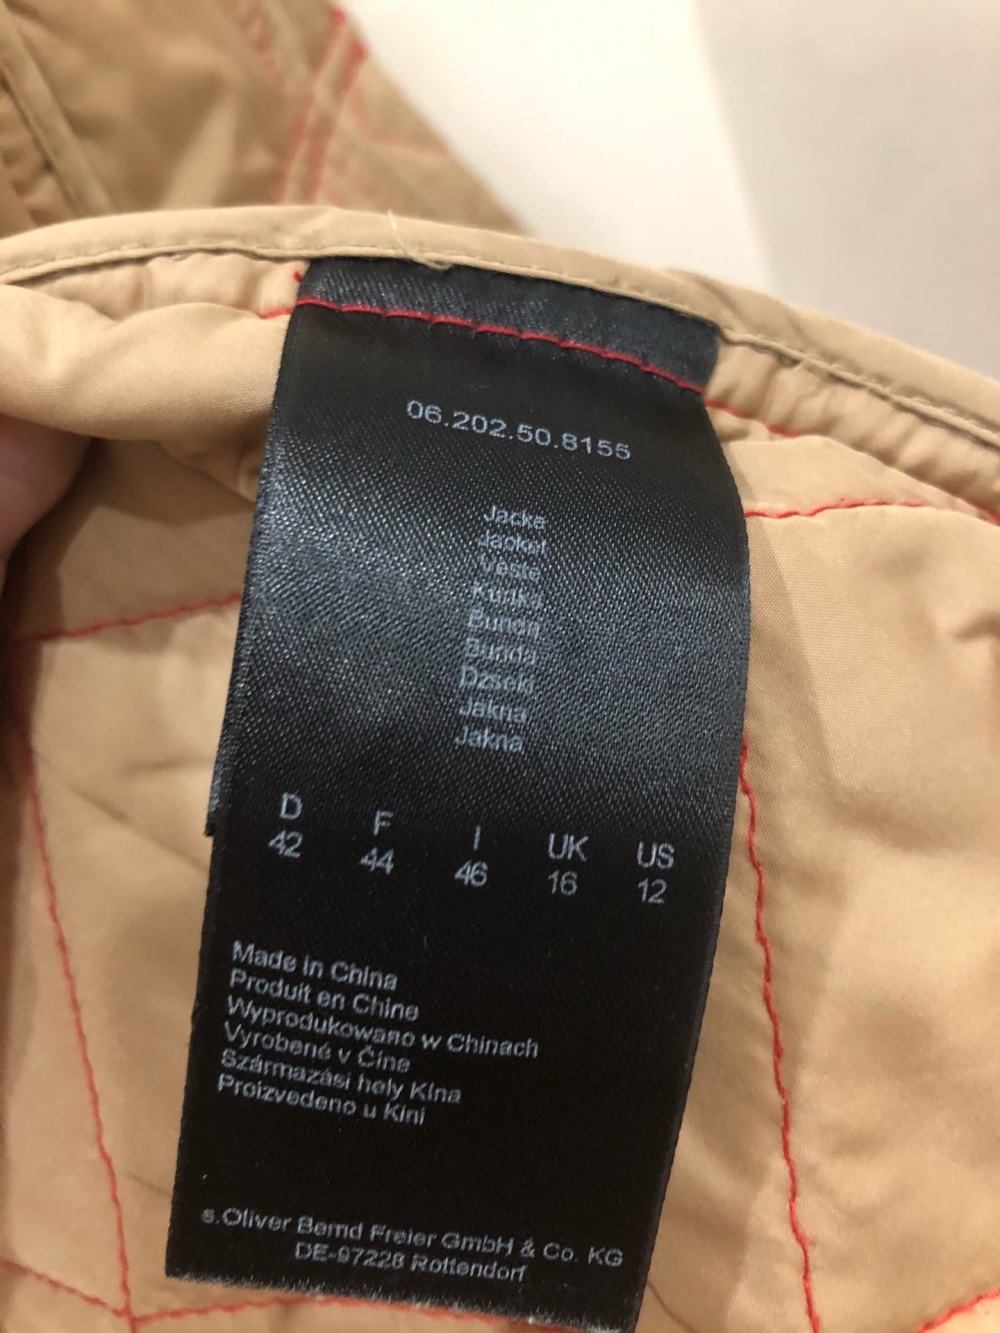 06.202.50.8155
Jacke
Jacket
Veste
Kurtka
Bunda
Bunda
Dzseki
Jakna
Jakna
D F I UK US
42 44 46 16 12
Made in China
Produit en Chine
Wyprodukowano w Chinach
Vyrobené v Číne
Származási hely Kína
Proizvedeno u Kini
s.Oliver Bernd Freier GmbH & Co. KG
DE-97228 Rottendorf